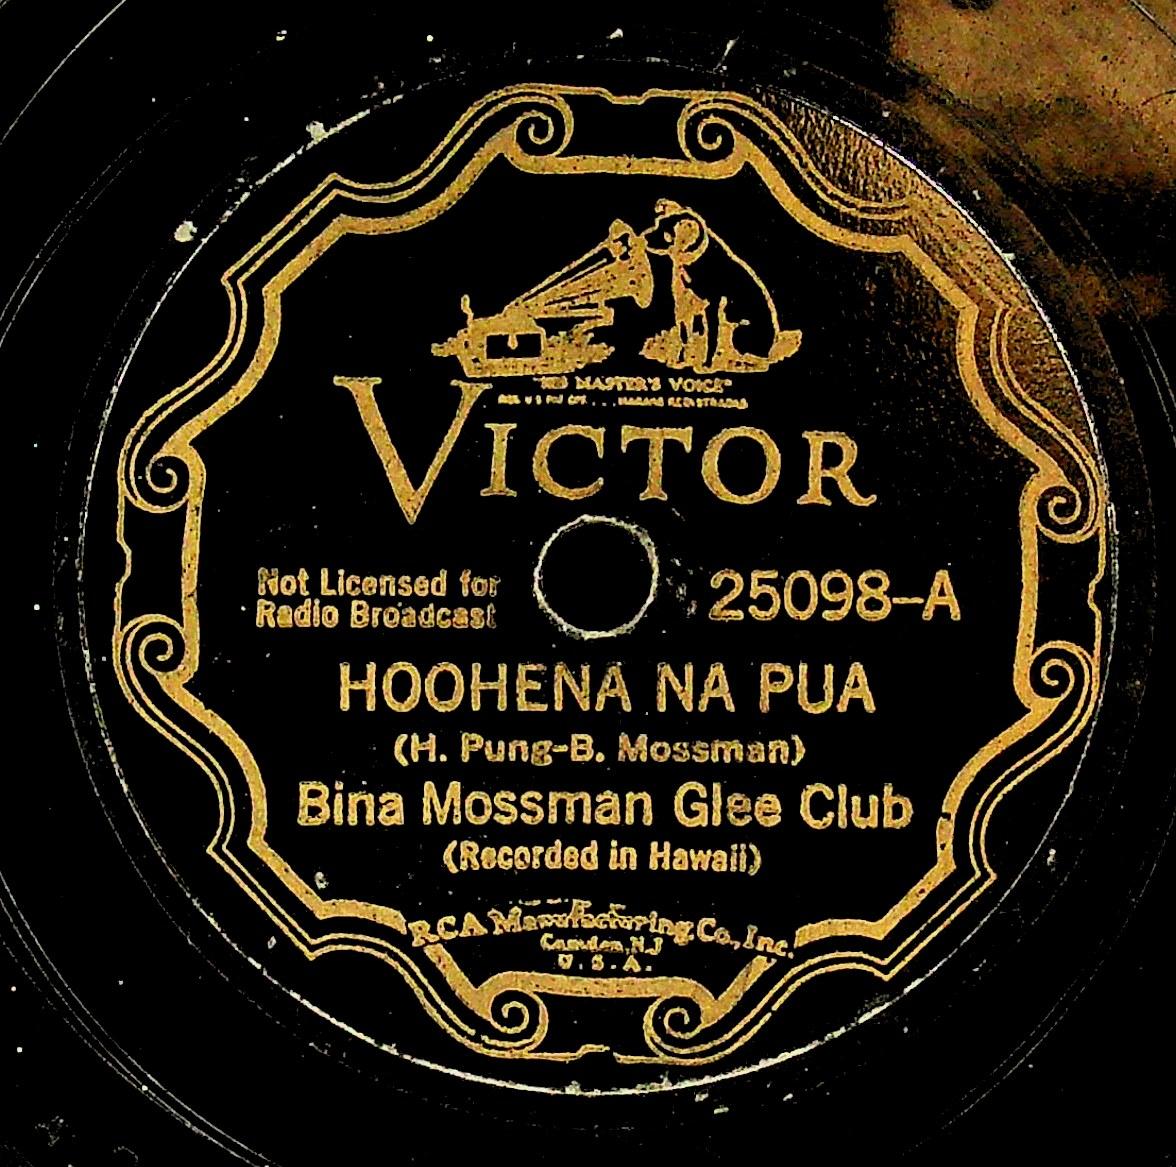 "HIS MASTER'S VOICE"
VICTOR
Not Licensed for
Radio Broadcast
25098-A
HOOHENA NA PUA
(H. Pung-B. Mossman)
Bina Mossman Glee Club
(Recorded in Hawaii)
RCA Manufacturing Co., Inc.
Camden, N.J
U. S. A.